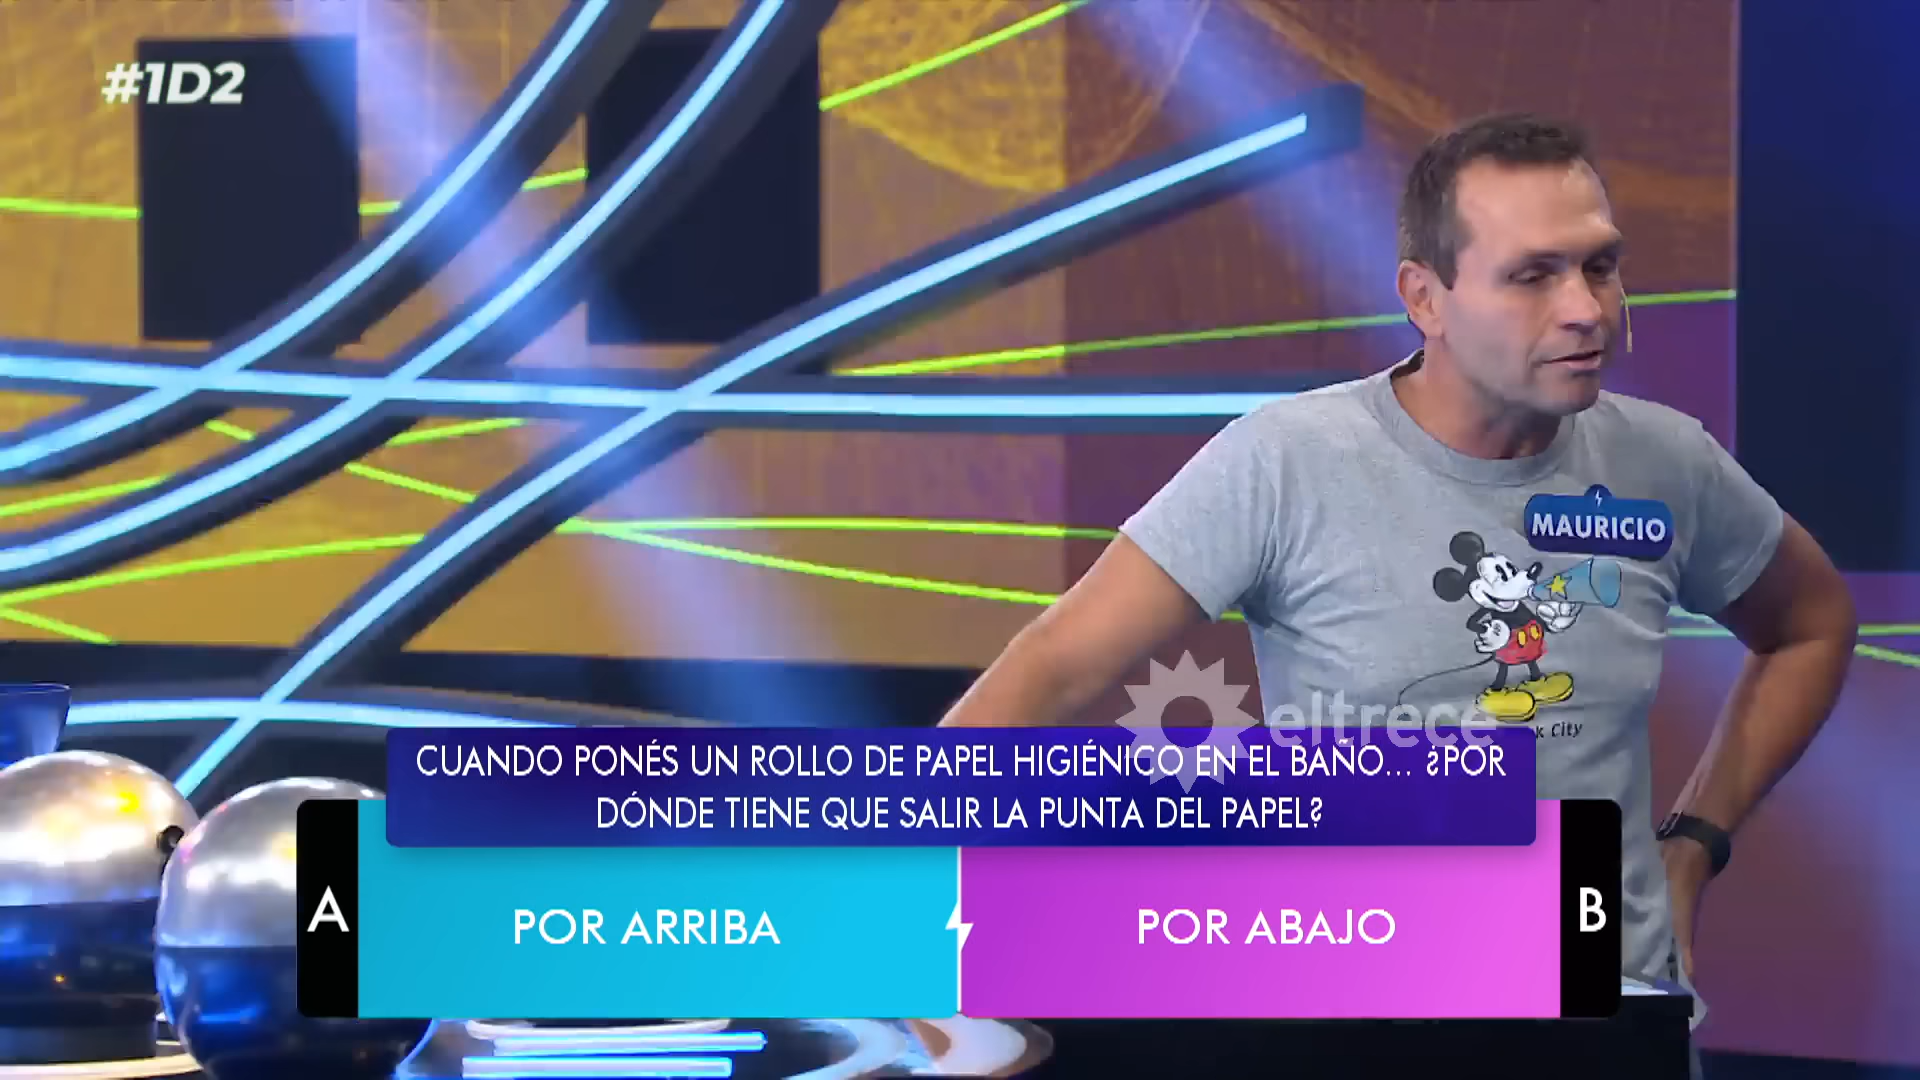 #1D2
MAURICIO
k City
eltrece
CUANDO PONÉS UN ROLLO DE PAPEL HIGIÉNICO EN EL BAÑO... ¿POR
DÓNDE TIENE QUE SALIR LA PUNTA DEL PAPEL?
A
POR ARRIBA
POR ABAJO
B